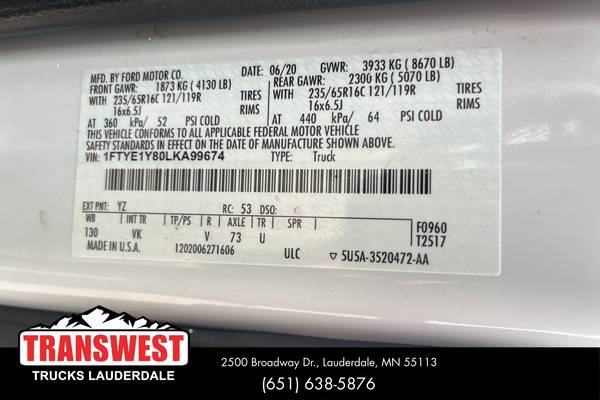 MFD. BY FORD MOTOR CO.
DATE: 06/20 GVWR: 3933 KG (8670 LB)
FRONT GAWR: 1873 KG (4130 LB) REAR GAWR: 2300 KG (5070 LB)
WITH 235/65R16C 121/119R TIRES WITH 235/65R16C 121/119R TIRES
16x6.5J RIMS 16x6.5J RIMS
AT 360 kPa/ 52 PSI COLD AT 440 kPa/ 64 PSI COLD
THIS VEHICLE CONFORMS TO ALL APPLICABLE FEDERAL MOTOR VEHICLE
SAFETY STANDARDS IN EFFECT ON THE DATE OF MANUFACTURE SHOWN ABOVE.
VIN: 1FTYE1Y80LKA99674 TYPE: Truck
EXT PNT: YZ RC: 53 DSO:
WB INT TR TP/PS R AXLE TR SPR F0960
130 VK V 73 U T2517
MADE IN U.S.A. 1202006271606 ULC ▽ 5U5A-3520472-AA
TRANSWEST
TRUCKS LAUDERDALE
2500 Broadway Dr., Lauderdale, MN 55113
(651) 638-5876